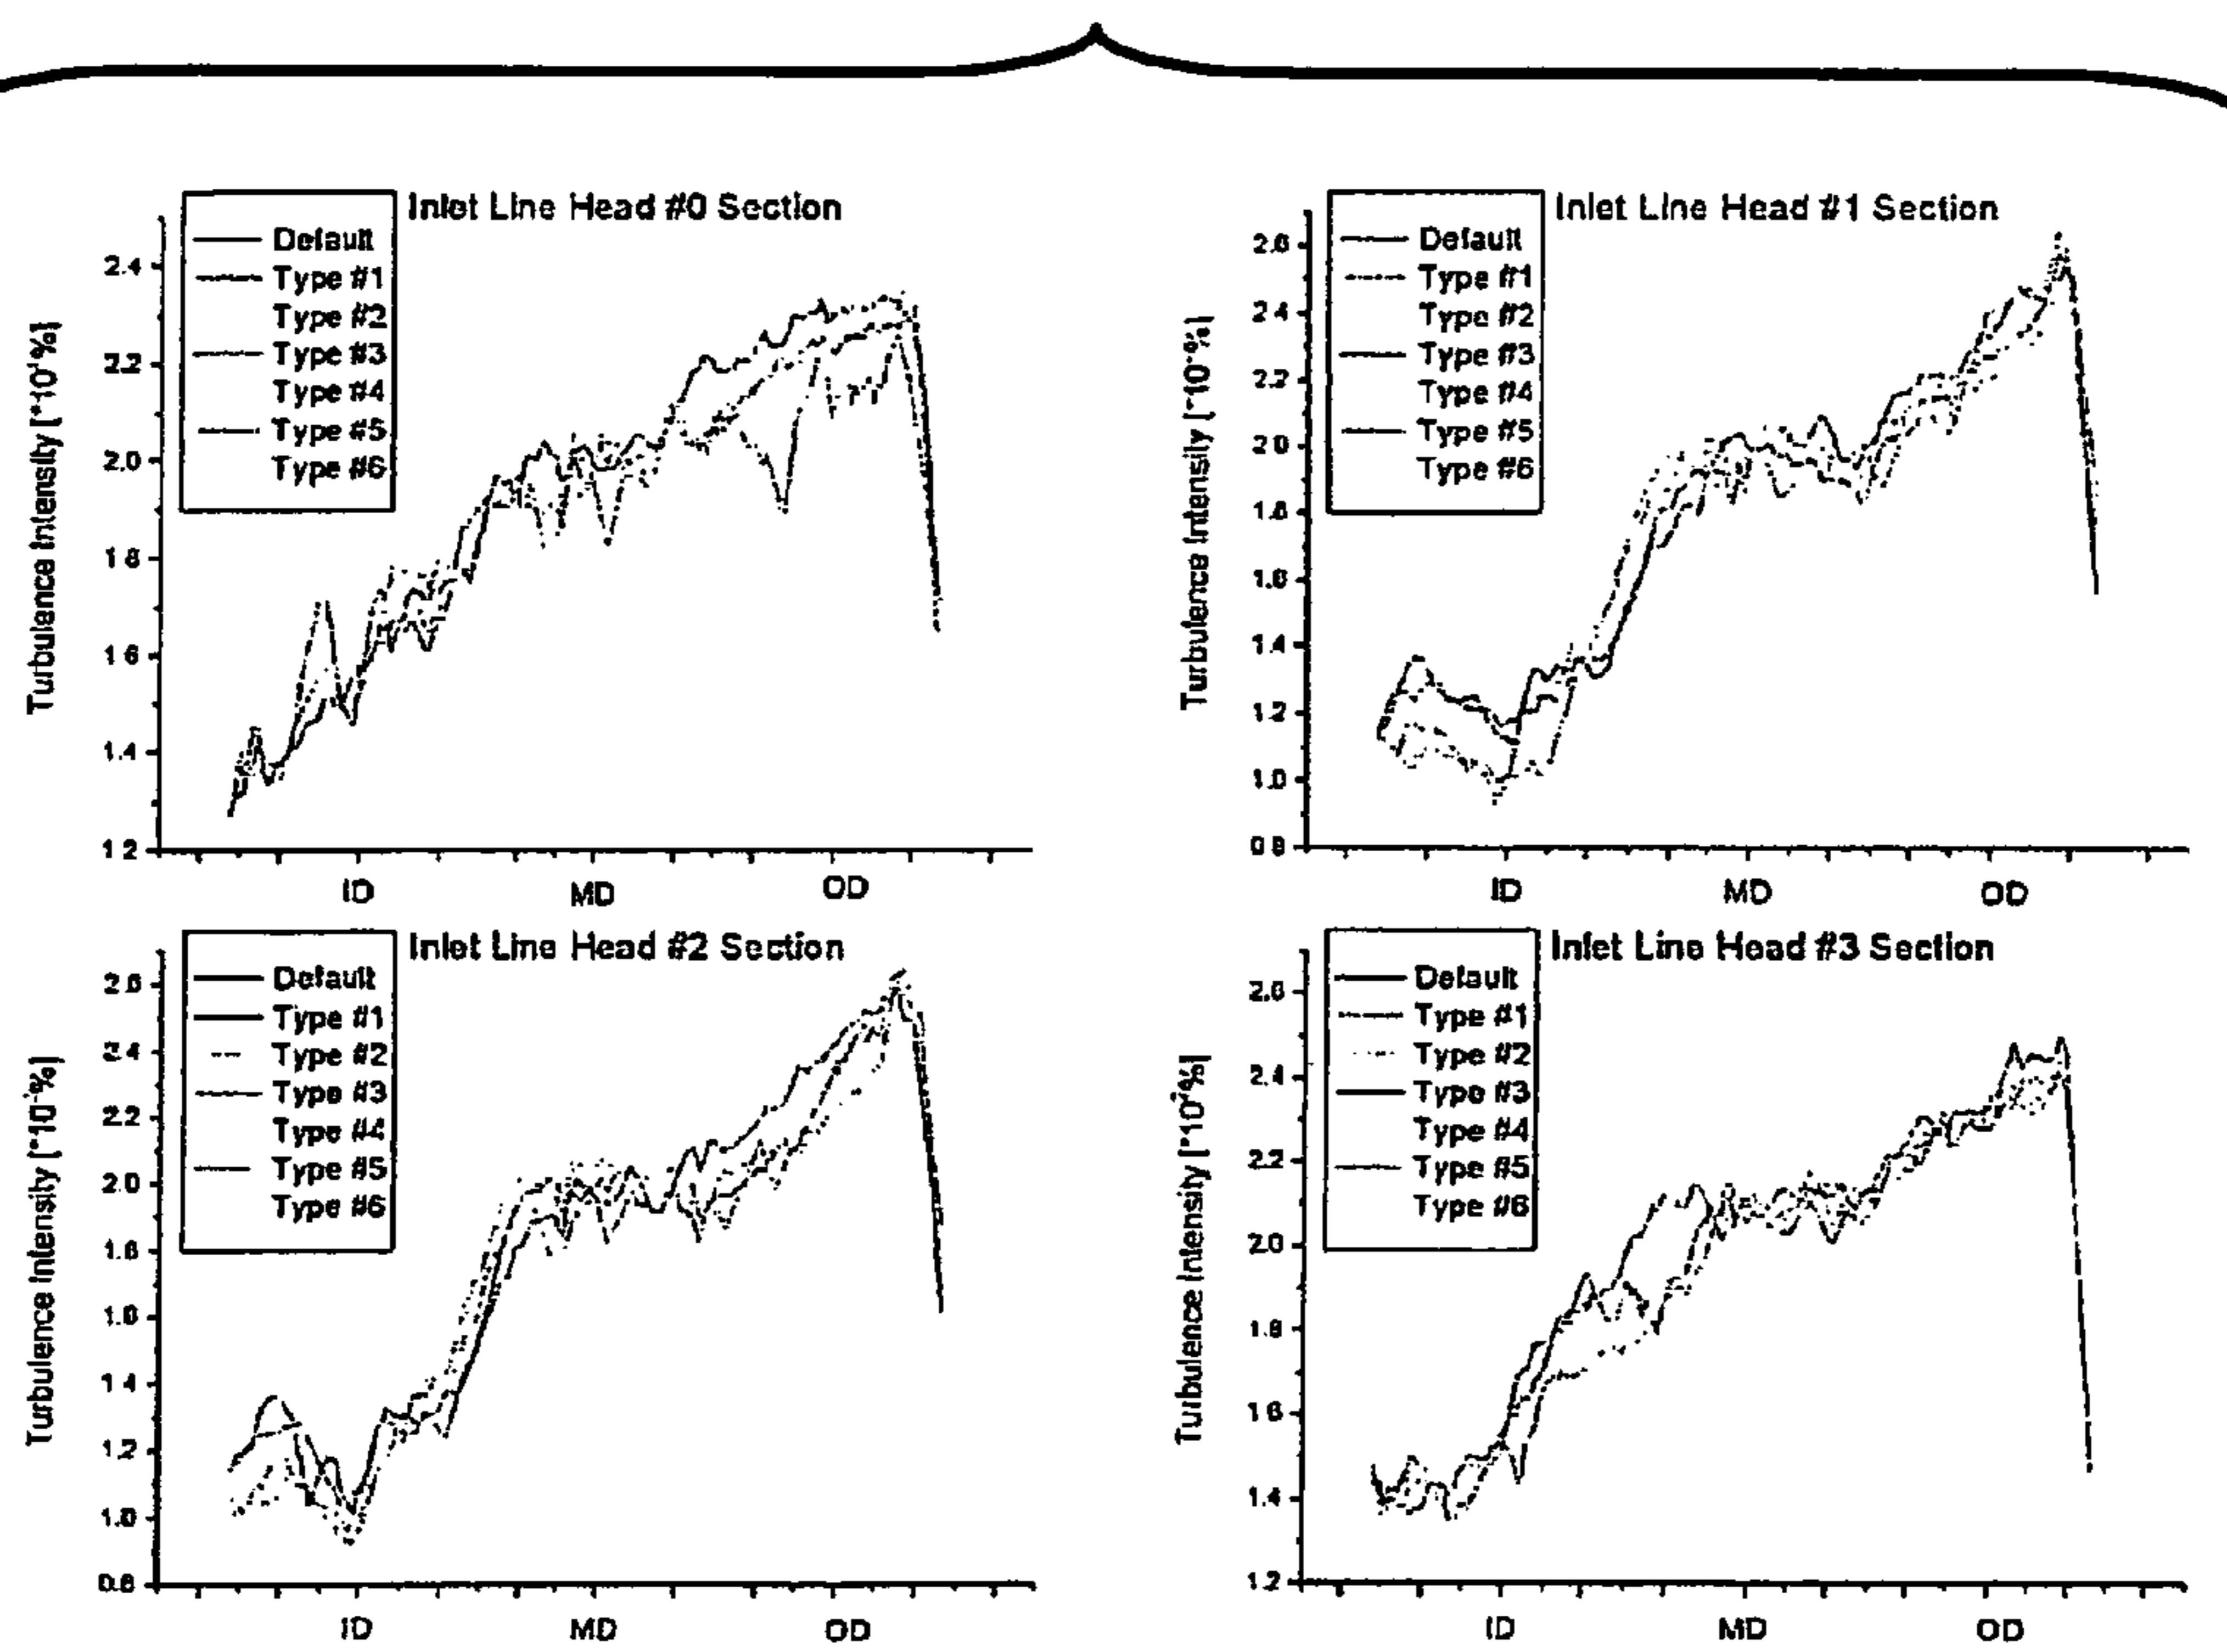 Inlet Line Head #0 Section
Default
Type #1
Type #2
Type #3
Type #4
Type #5
Type #6
Turbulence Intensity
2.4
2.2
2.0
1.8
1.6
1.4
1.2
ID MD OD
Inlet Line Head #1 Section
Default
Type #1
Type #2
Type #3
Type #4
Type #5
Type #6
Turbulence Intensity
2.6
2.4
2.2
2.0
1.8
1.6
1.4
1.2
1.0
0.8
ID MD OD
Inlet Line Head #2 Section
Default
Type #1
Type #2
Type #3
Type #4
Type #5
Type #6
Turbulence Intensity
2.6
2.4
2.2
2.0
1.8
1.6
1.4
1.2
1.0
0.8
ID MD OD
Inlet Line Head #3 Section
Default
Type #1
Type #2
Type #3
Type #4
Type #5
Type #6
Turbulence Intensity
2.6
2.4
2.2
2.0
1.8
1.6
1.4
1.2
ID MD OD